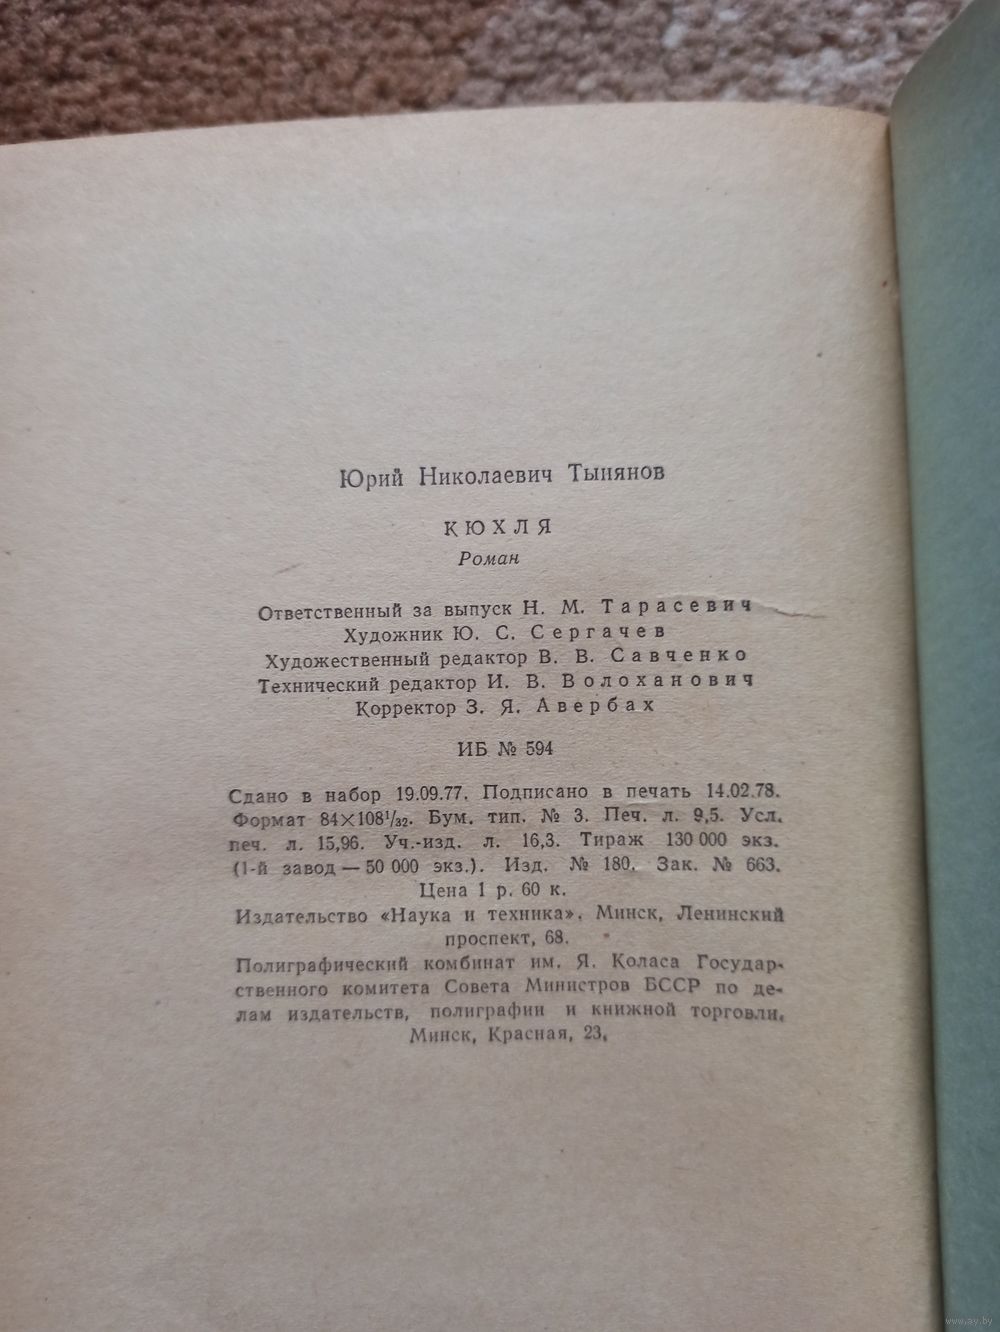 Юрий Николаевич Тынянов
КЮХЛЯ
Роман
Ответственный за выпуск Н. М. Тарасевич
Художник Ю. С. Сергачев
Художественный редактор В. В. Савченко
Технический редактор И. В. Волоханович
Корректор З. Я. Авербах
ИБ № 594
Сдано в набор 19.09.77. Подписано в печать 14.02.78.
Формат 84×108¹/₃₂. Бум. тип. № 3. Печ. л. 9,5. Усл.
печ. л. 15,96. Уч.-изд. л. 16,3. Тираж 130 000 экз.
(1-й завод — 50 000 экз.). Изд. № 180. Зак. № 663.
Цена 1 р. 60 к.
Издательство «Наука и техника». Минск, Ленинский
проспект, 68.
Полиграфический комбинат им. Я. Коласа Государ-
ственного комитета Совета Министров БССР по де-
лам издательств, полиграфии и книжной торговли.
Минск, Красная, 23.
www.ay.by